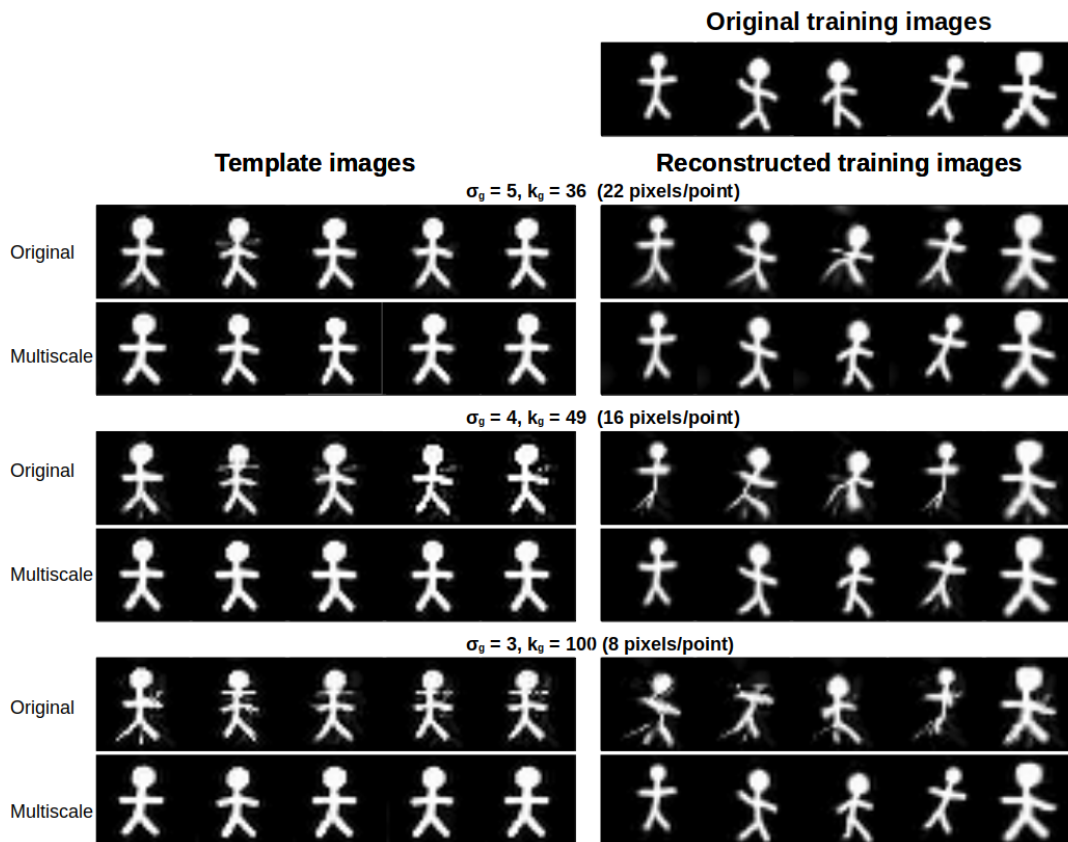 Original training images
Template images
Reconstructed training images
σg = 5, kg = 36 (22 pixels/point)
Original
Multiscale
σg = 4, kg = 49 (16 pixels/point)
Original
Multiscale
σg = 3, kg = 100 (8 pixels/point)
Original
Multiscale